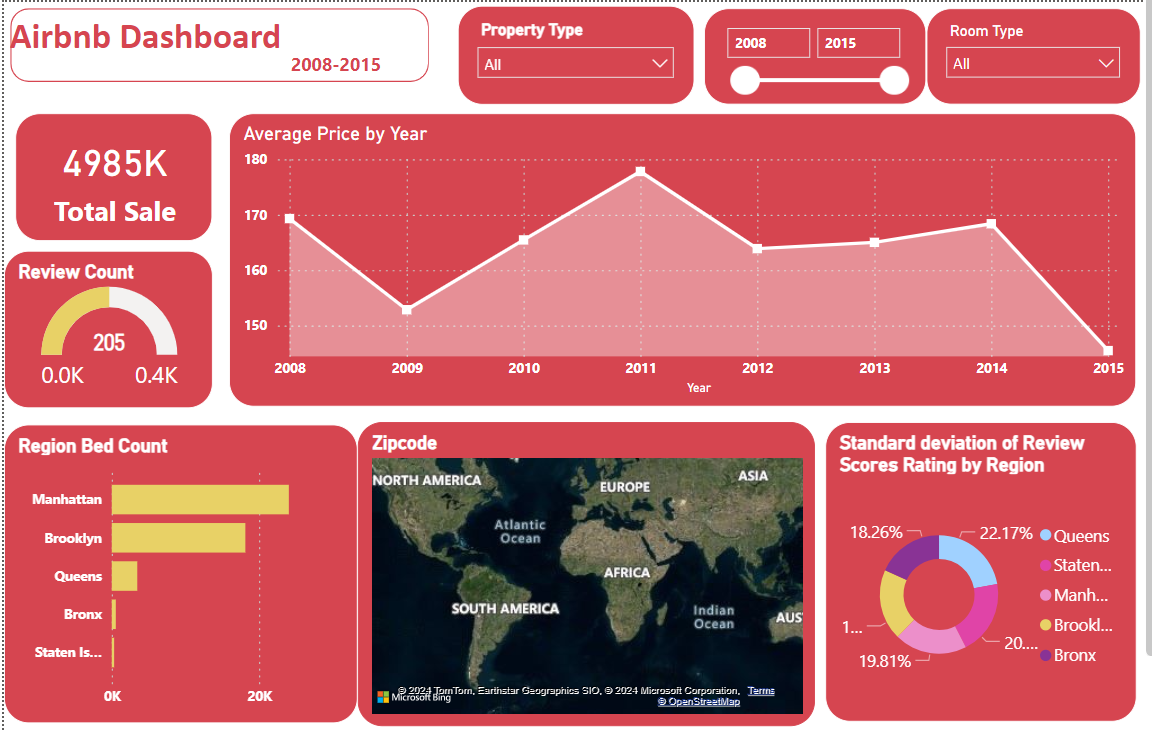 Airbnb Dashboard
2008-2015
Property Type
All
2008
2015
Room Type
All
4985K
Total Sale
Average Price by Year
180
170
160
150
2008
2009
2010
2011
2012
2013
2014
2015
Year
Review Count
205
0.0K
0.4K
Region Bed Count
Manhattan
Brooklyn
Queens
Bronx
Staten Is...
0K
20K
Zipcode
NORTH AMERICA
EUROPE
ASIA
Atlantic
Ocean
AFRICA
SOUTH AMERICA
Indian
Ocean
AUS
Microsoft Bing
© 2024 TomTom, Earthstar Geographics SIO, © 2024 Microsoft Corporation, Terms
© OpenStreetMap
Standard deviation of Review
Scores Rating by Region
18.26%
22.17%
1...
19.81%
20....
Queens
Staten...
Manh...
Brookl...
Bronx